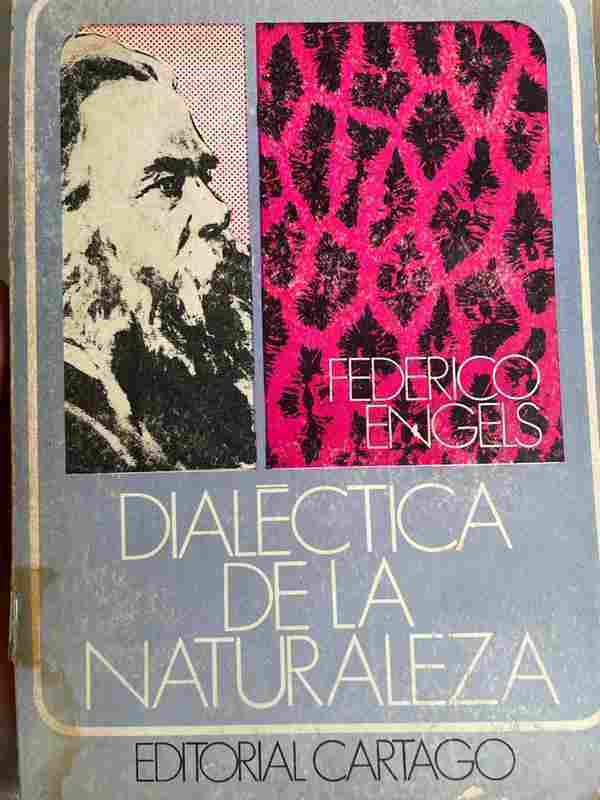 FEDERICO
ENGELS
DIALÉCTICA
DE LA
NATURALEZA
EDITORIAL CARTAGO